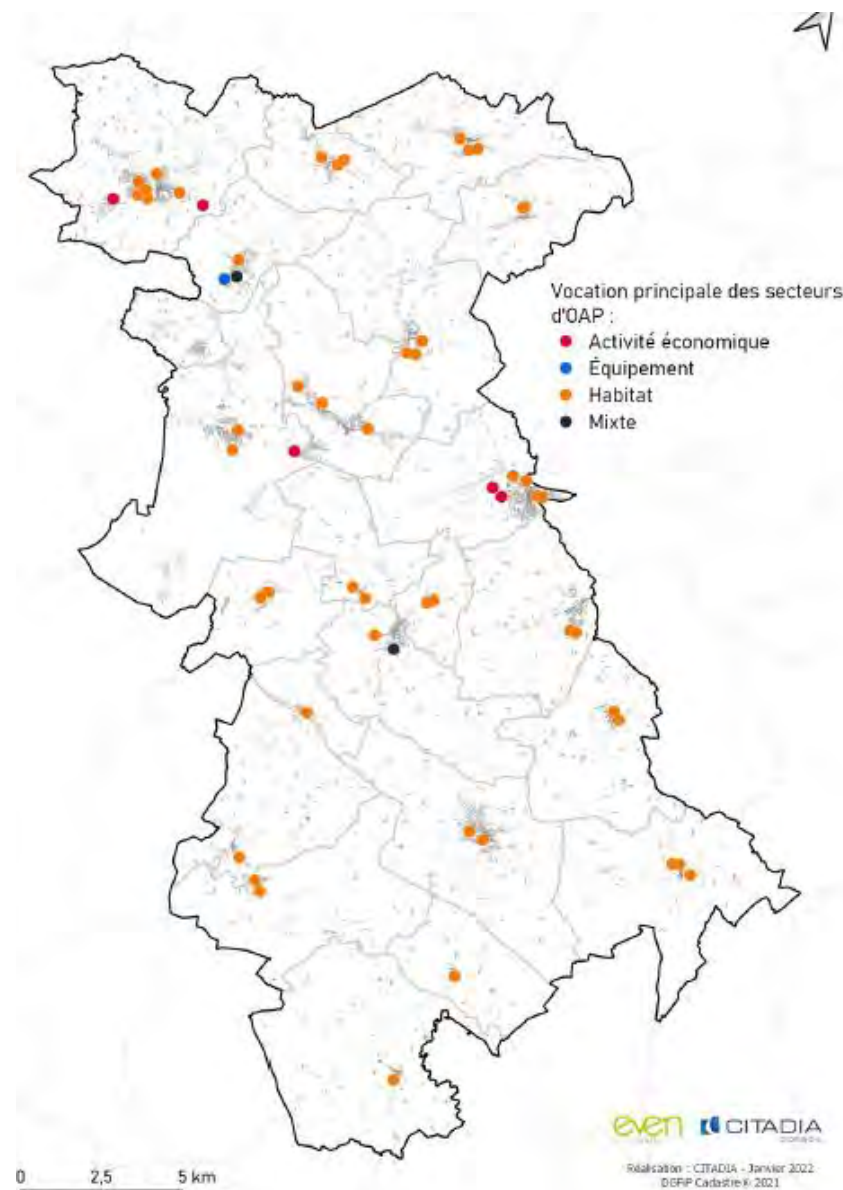 Vocation principale des secteurs
d'OAP :
Activité économique
Équipement
Habitat
Mixte
even
CITADIA
CONSEIL
Réalisation : CITADIA - Janvier 2022
DGFiP Cadastre® 2021
0 2,5 5 km